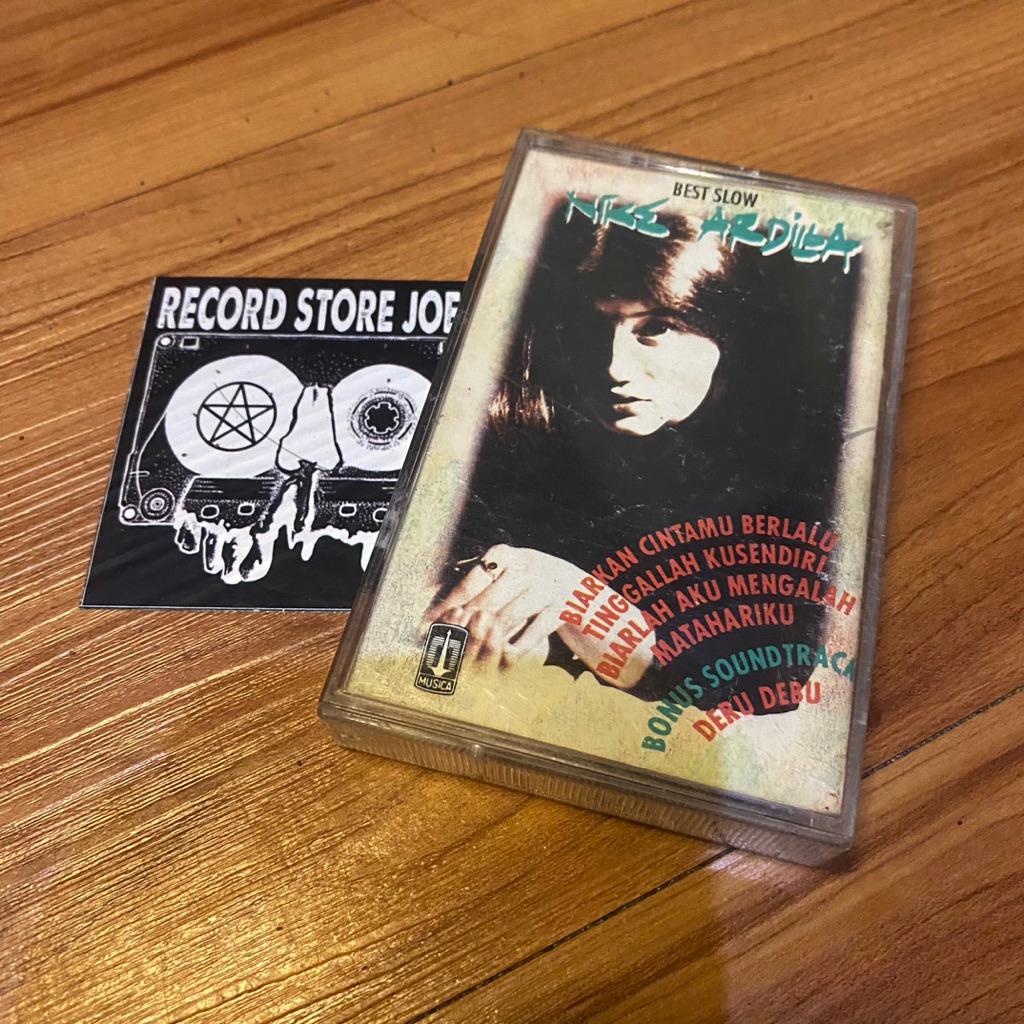 RECORD STORE JOE
BEST SLOW
NIKE ARDILLA
BIARKAN CINTAMU BERLALU
TINGGALLAH KUSENDIRI
BIARLAH AKU MENGALAH
MATAHARIKU
BONUS SOUNDTRACK
DERU DEBU
MUSICA